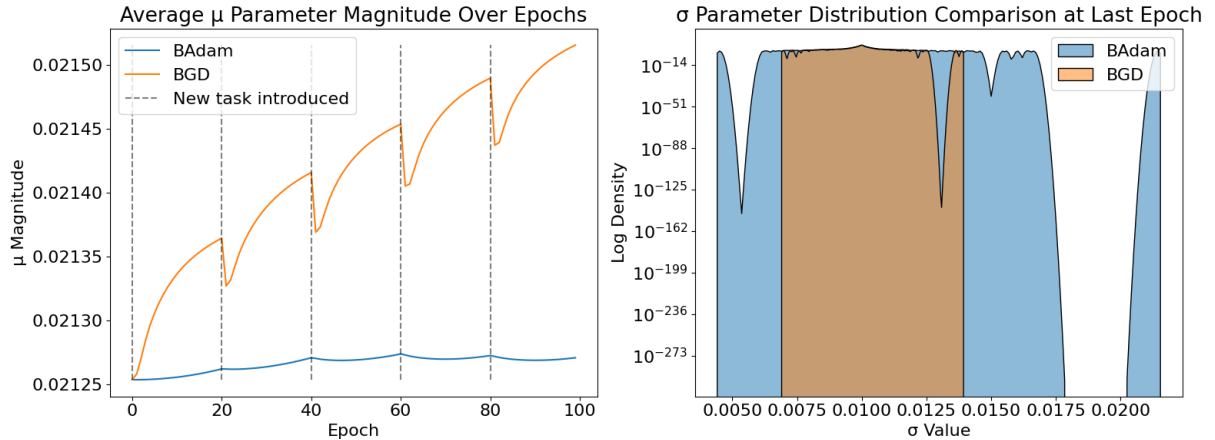 Average μ Parameter Magnitude Over Epochs
BAdam
BGD
New task introduced
0.02150
0.02145
0.02140
0.02135
0.02130
0.02125
μ Magnitude
0 20 40 60 80 100
Epoch
σ Parameter Distribution Comparison at Last Epoch
BAdam
BGD
10⁻¹⁴
10⁻⁵¹
10⁻⁸⁸
10⁻¹²⁵
10⁻¹⁶²
10⁻¹⁹⁹
10⁻²³⁶
10⁻²⁷³
Log Density
0.0050 0.0075 0.0100 0.0125 0.0150 0.0175 0.0200
σ Value